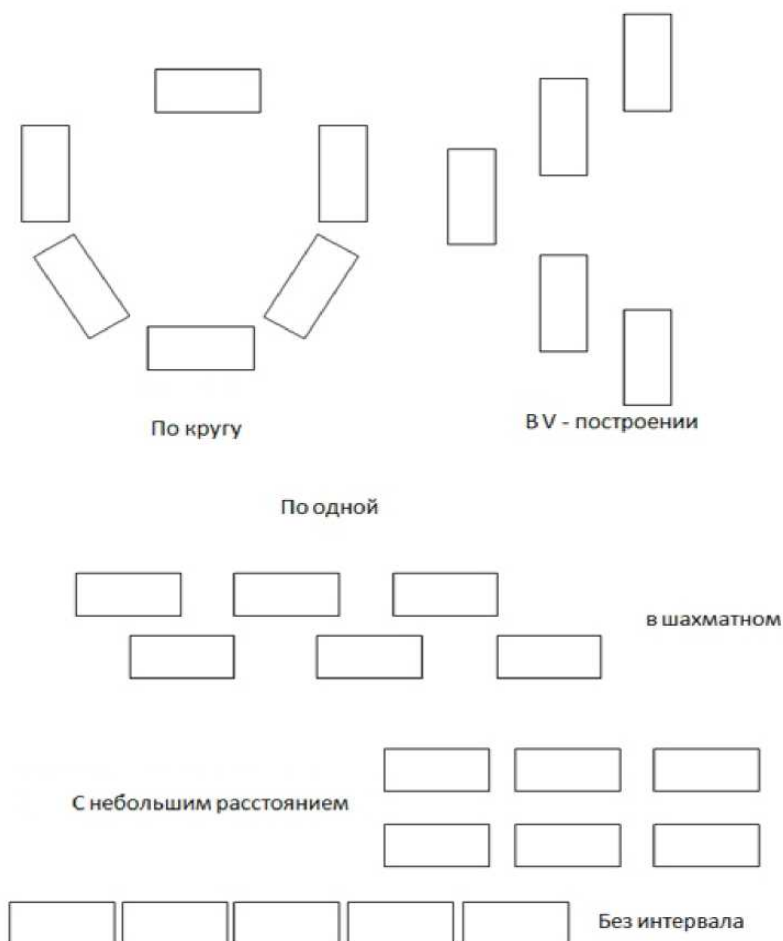 По кругу
В V - построении
По одной
в шахматном
С небольшим расстоянием
Без интервала